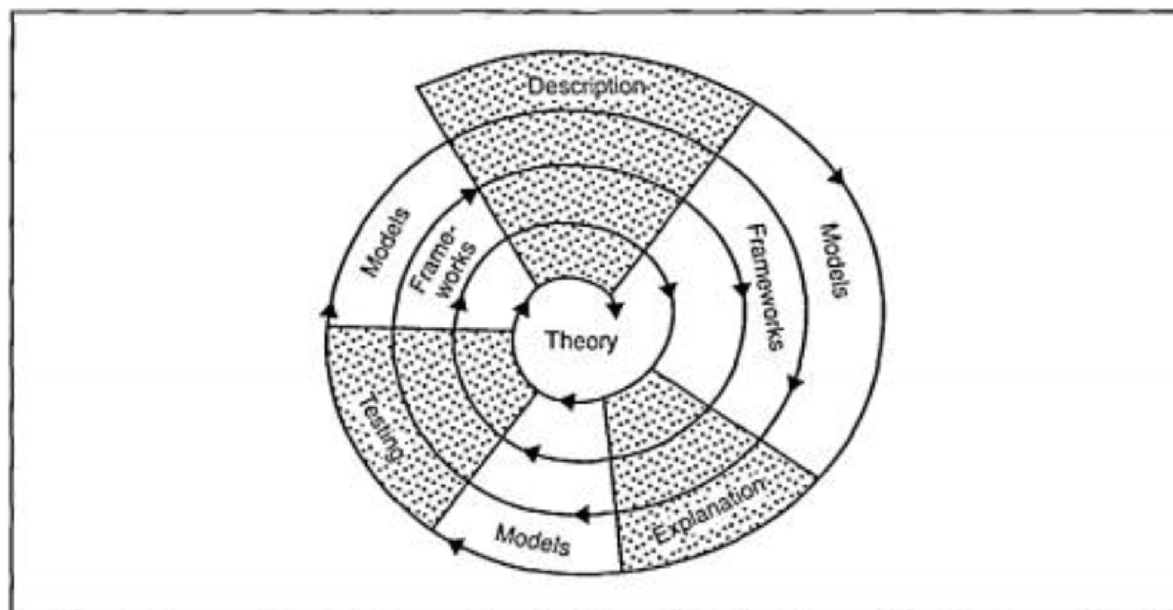 Description
Models
Frameworks
Models
Frame-
works
Theory
Testing
Explanation
Models